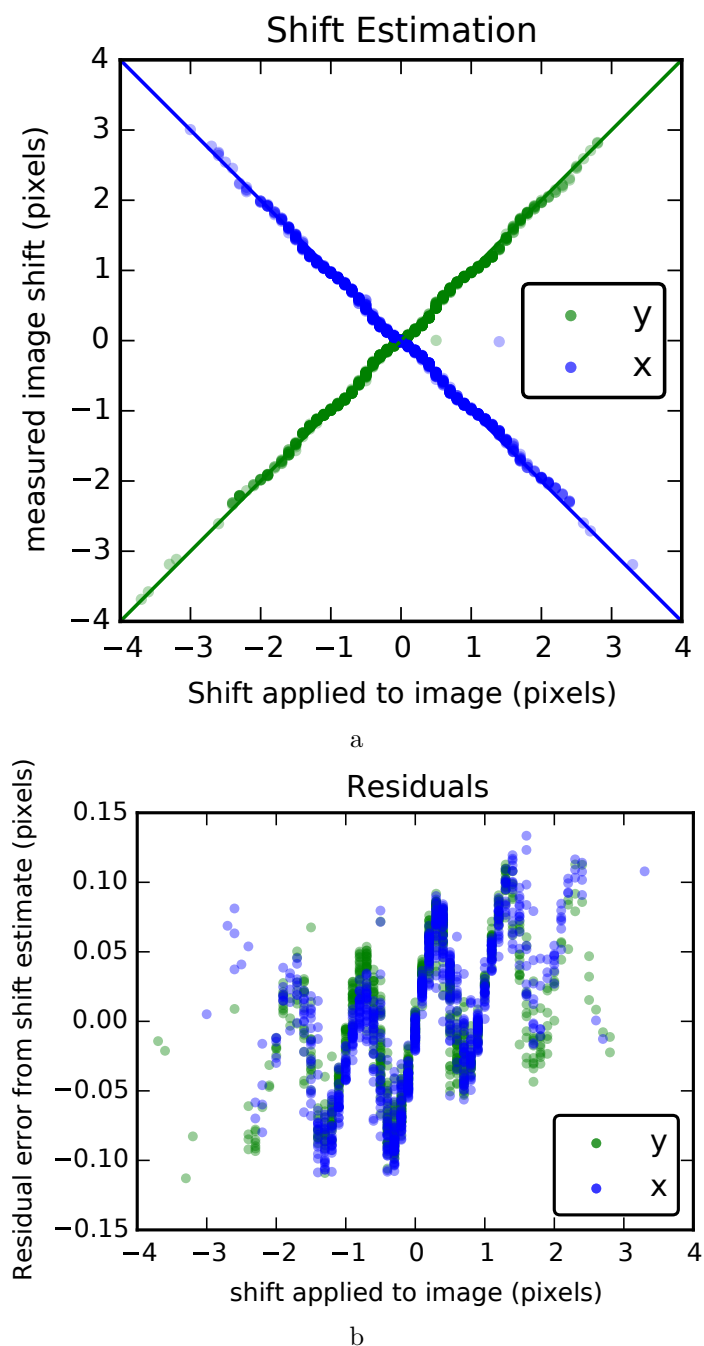 Shift Estimation
4
3
2
1
0
−1
−2
−3
−4
measured image shift (pixels)
y
x
−4 −3 −2 −1 0 1 2 3 4
Shift applied to image (pixels)
a
Residuals
0.15
0.10
0.05
0.00
−0.05
−0.10
−0.15
Residual error from shift estimate (pixels)
y
x
−4 −3 −2 −1 0 1 2 3 4
shift applied to image (pixels)
b